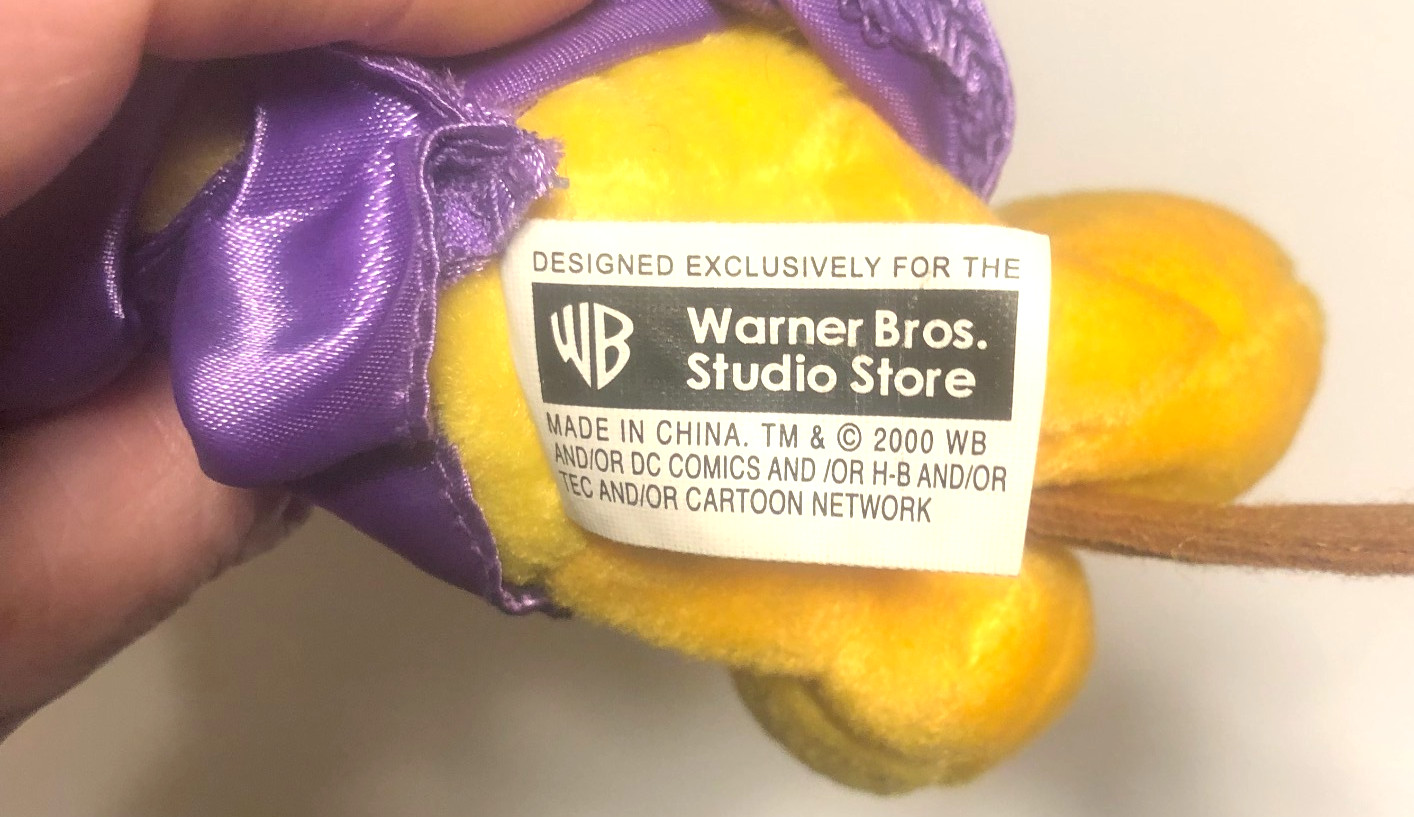 DESIGNED EXCLUSIVELY FOR THE
WB Warner Bros.
Studio Store
MADE IN CHINA. TM & © 2000 WB
AND/OR DC COMICS AND /OR H-B AND/OR
TEC AND/OR CARTOON NETWORK